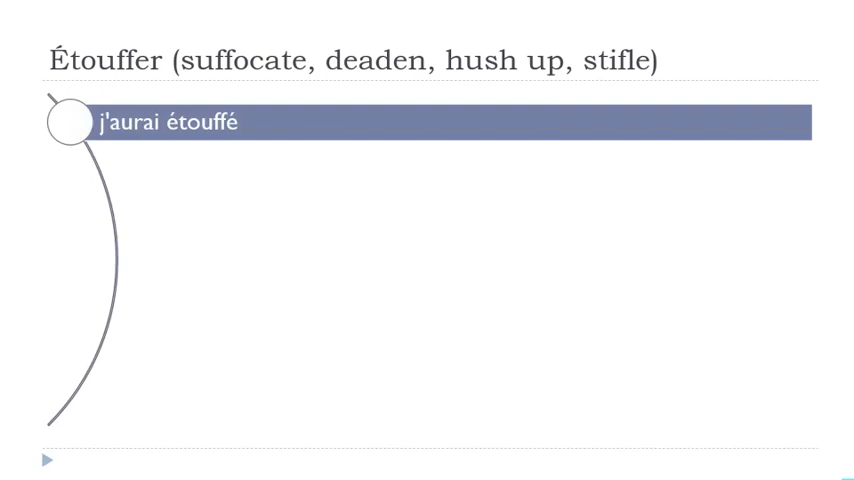 Étouffer (suffocate, deaden, hush up, stifle)
j'aurai étouffé